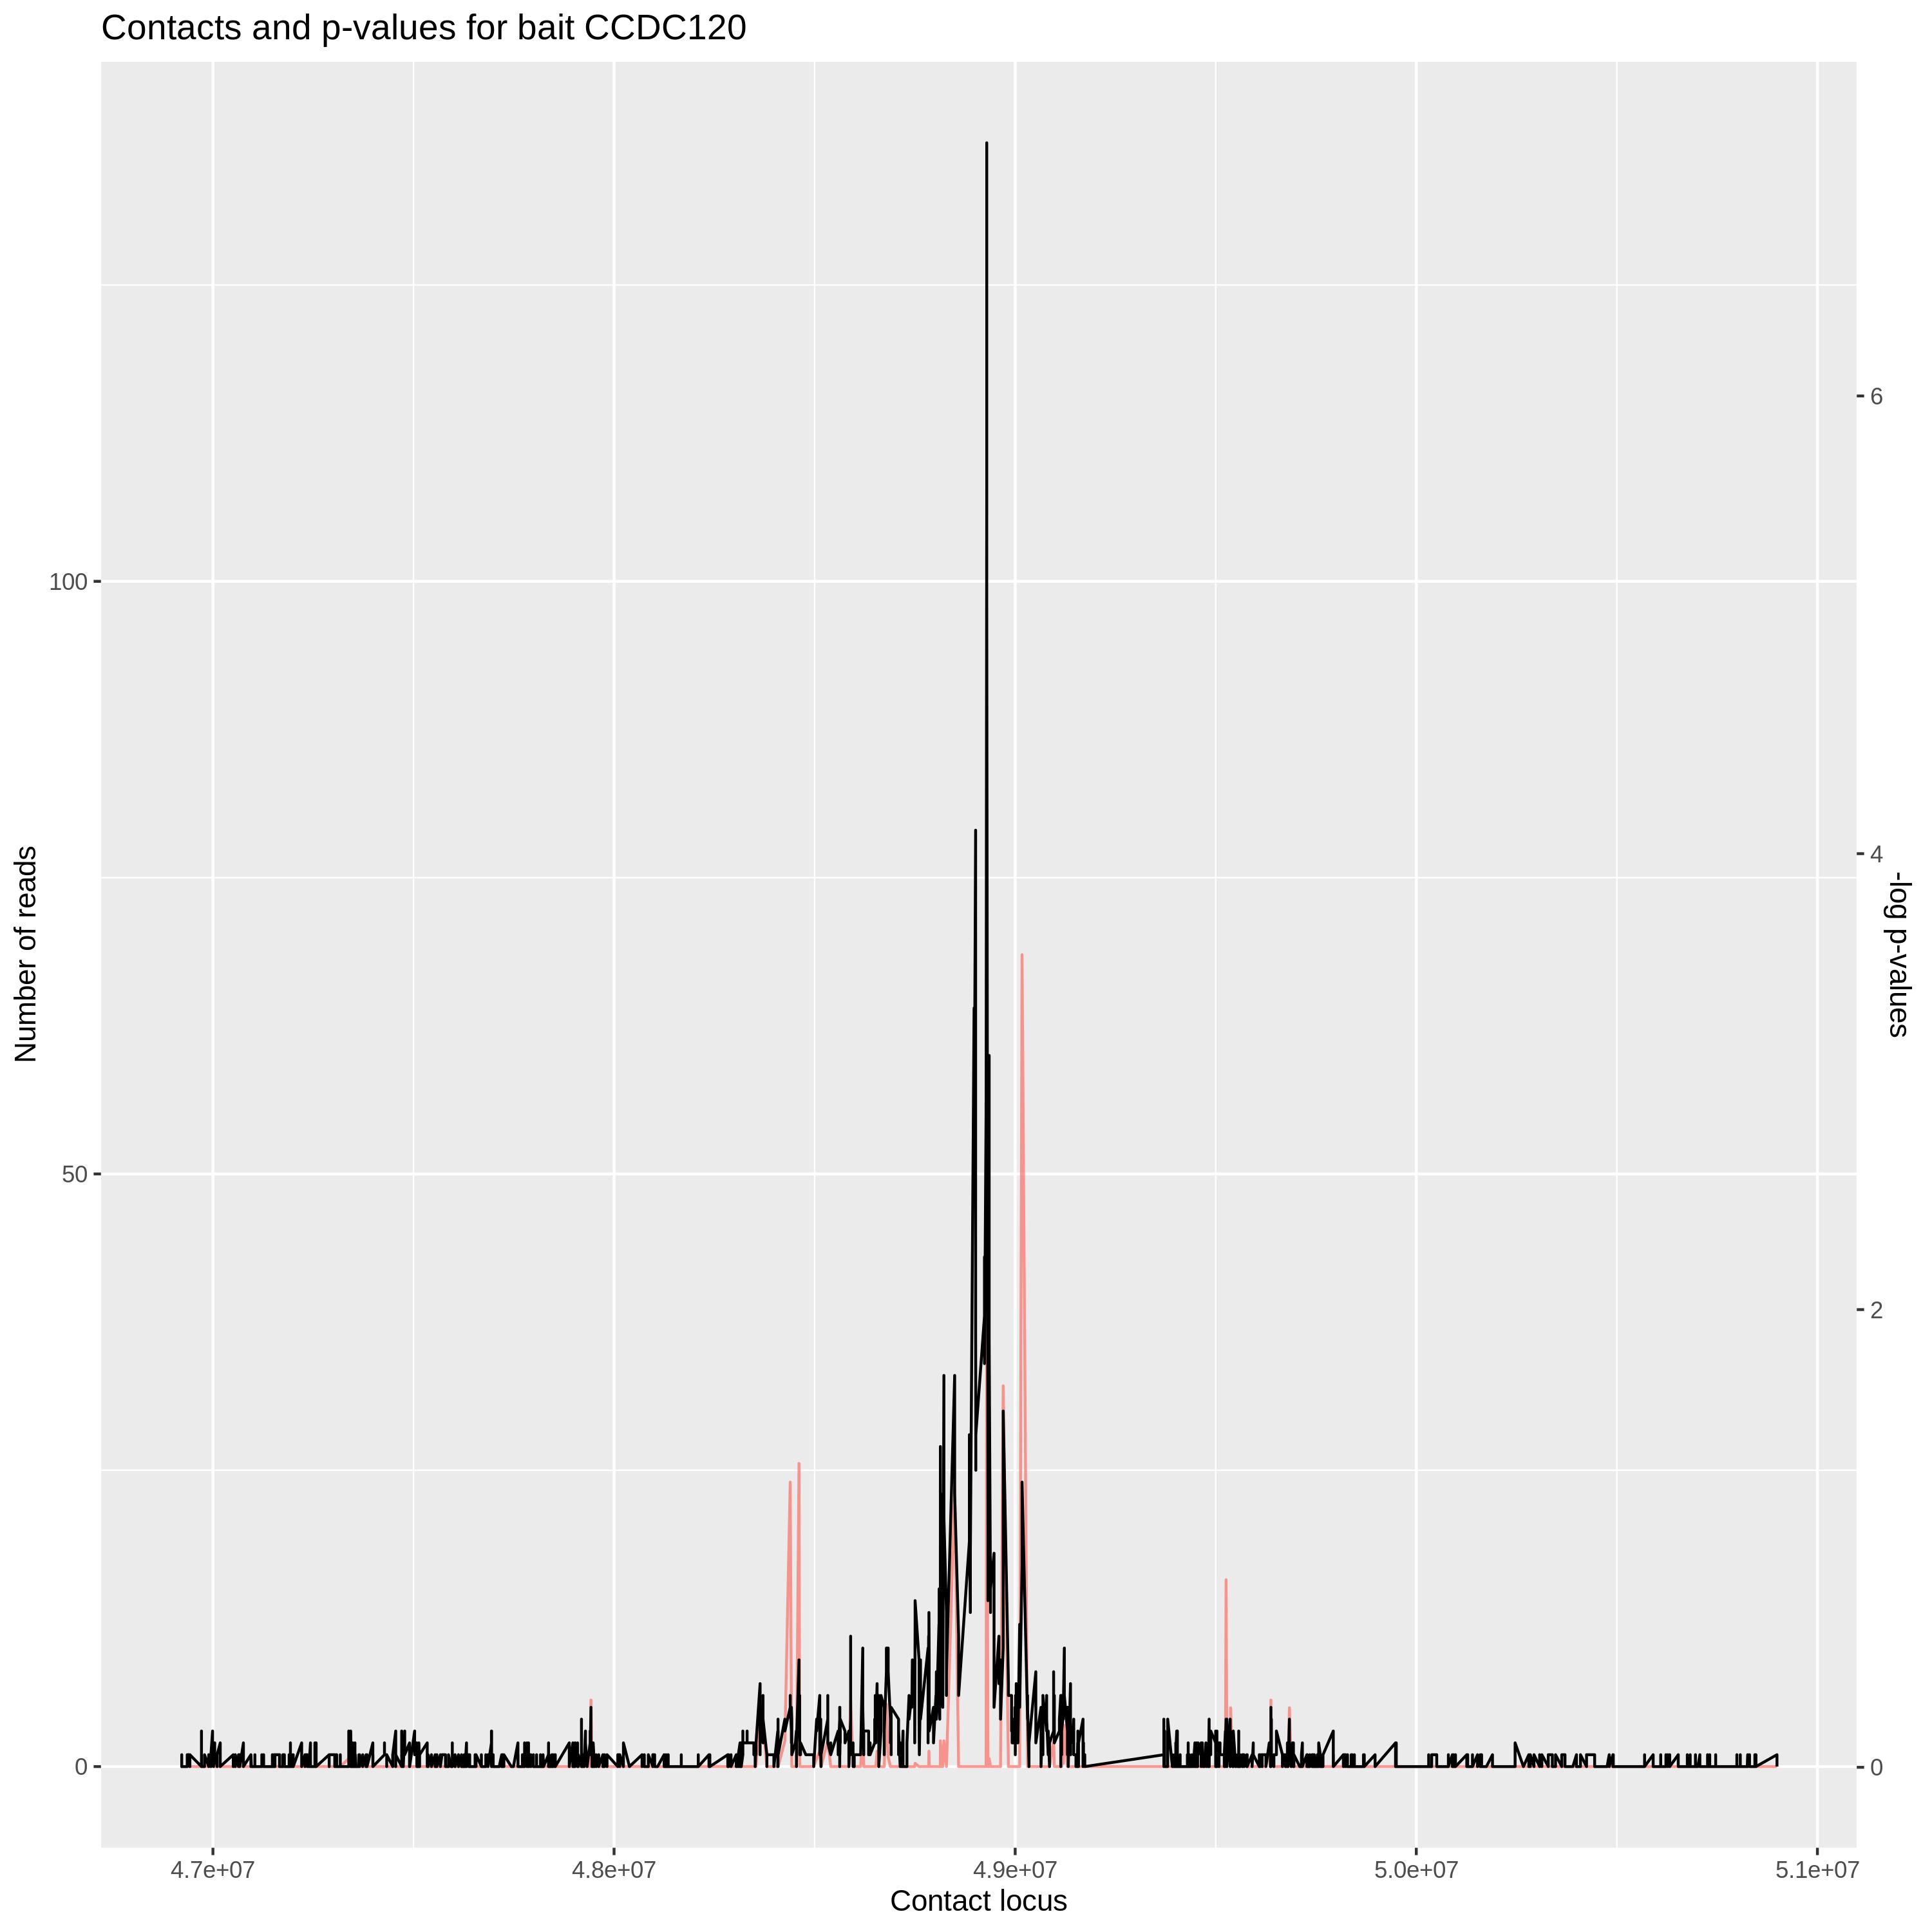 Contacts and p-values for bait CCDC120
Number of reads
100
50
0
6
4
2
0
-log p-values
4.7e+07
4.8e+07
4.9e+07
5.0e+07
5.1e+07
Contact locus